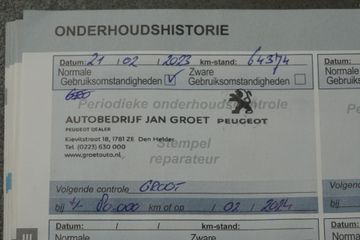 ONDERHOUDSHISTORIE
Datum: 21 / 02 / 2023 km-stand: 64374
Normale Gebruiksomstandigheden Zware Gebruiksomstandigheden
Periodieke onderhoudscontrole
AUTOBEDRIJF JAN GROET PEUGEOT
PEUGEOT DEALER
Kievitstraat 18, 1781 ZE Den Helder
Tel. (0223) 630 000
www.groetauto.nl
Stempel
reparateur
Volgende controle GROOT
bij +/- 80.000 km of op / 02 / 2024
Datum: / / km-stand:
Normale Zware